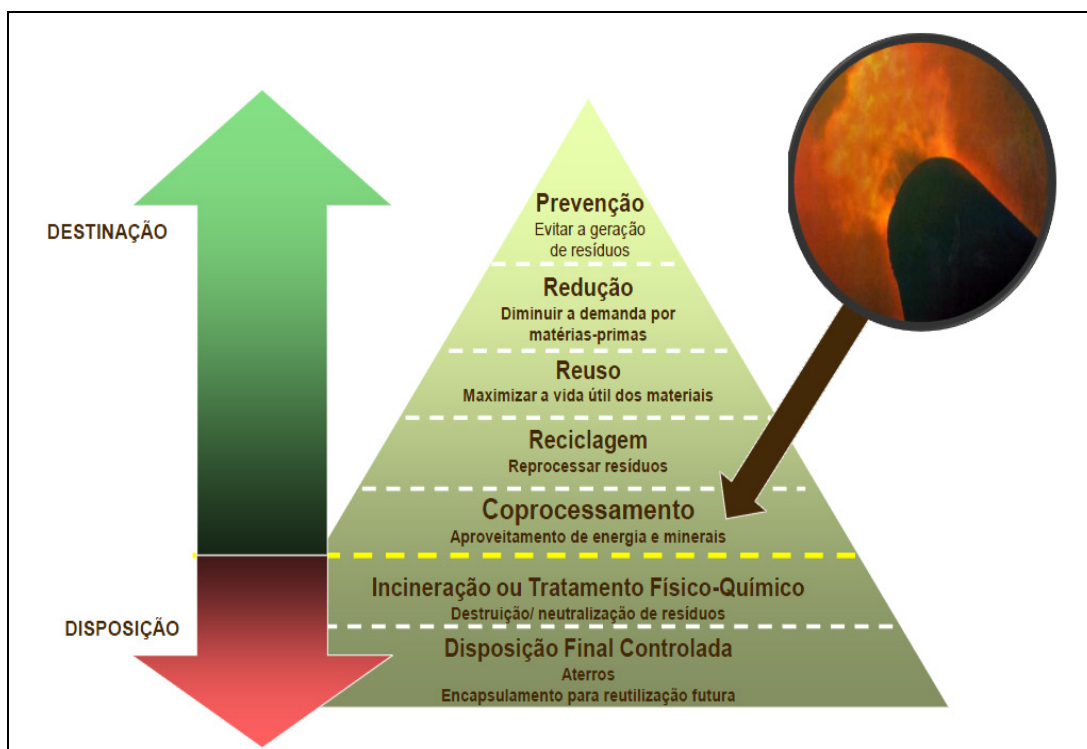 DESTINAÇÃO
Prevenção
Evitar a geração
de resíduos
Redução
Diminuir a demanda por
matérias-primas
Reuso
Maximizar a vida útil dos materiais
Reciclagem
Reprocessar resíduos
Coprocessamento
Aproveitamento de energia e minerais
DISPOSIÇÃO
Incineração ou Tratamento Físico-Químico
Destruição/ neutralização de resíduos
Disposição Final Controlada
Aterros
Encapsulamento para reutilização futura